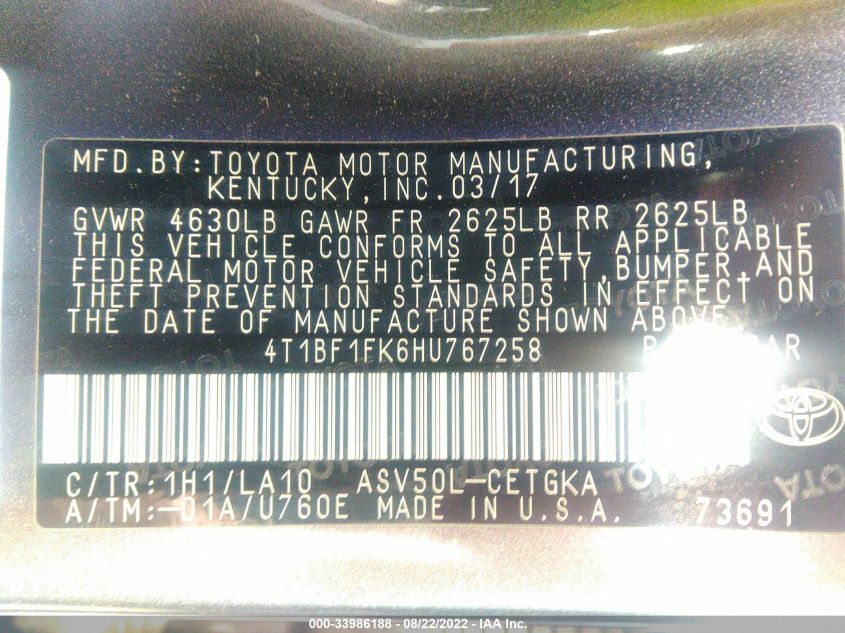 MFD.BY:TOYOTA MOTOR MANUFACTURING,
KENTUCKY,INC.03/17
GVWR 4630LB GAWR FR 2625LB RR 2625LB
THIS VEHICLE CONFORMS TO ALL APPLICABLE
FEDERAL MOTOR VEHICLE SAFETY,BUMPER,AND
THEFT PREVENTION STANDARDS IN EFFECT ON
THE DATE OF MANUFACTURE SHOWN ABOVE.
4T1BF1FK6HU767258
C/TR:1H1/LA10 ASV50L-CETGKA
A/TM:-01A/U760E MADE IN U.S.A. 73691
TOYOTA
000-33986188 - 08/22/2022 - IAA Inc.